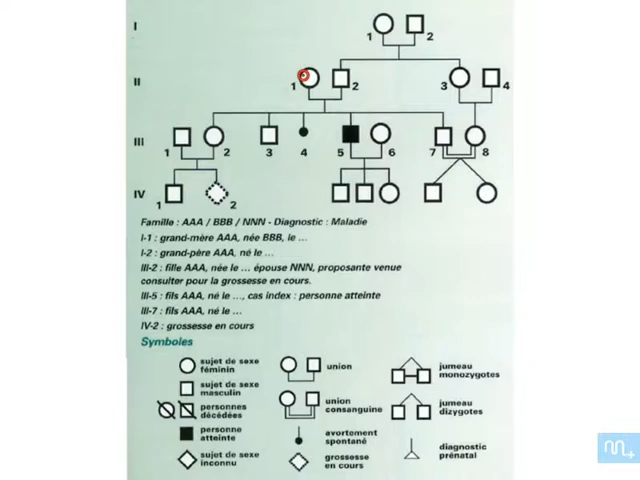 I
1 2
II
1 2 3 4
III
1 2 3 4 5 6 7 8
IV
1 2
Famille : AAA / BBB / NNN - Diagnostic : Maladie
I-1 : grand-mère AAA, née BBB, le ...
I-2 : grand-père AAA, né le ...
III-2 : fille AAA, née le ... épouse NNN, proposante venue
consulter pour la grossesse en cours.
III-5 : fils AAA, né le ..., cas index : personne atteinte
III-7 : fils AAA, né le ...
IV-2 : grossesse en cours
Symboles
sujet de sexe
féminin
sujet de sexe
masculin
personnes
décédées
personne
atteinte
sujet de sexe
inconnu
union
union
consanguine
avortement
spontané
grossesse
en cours
jumeau
monozygotes
jumeau
dizygotes
diagnostic
prénatal